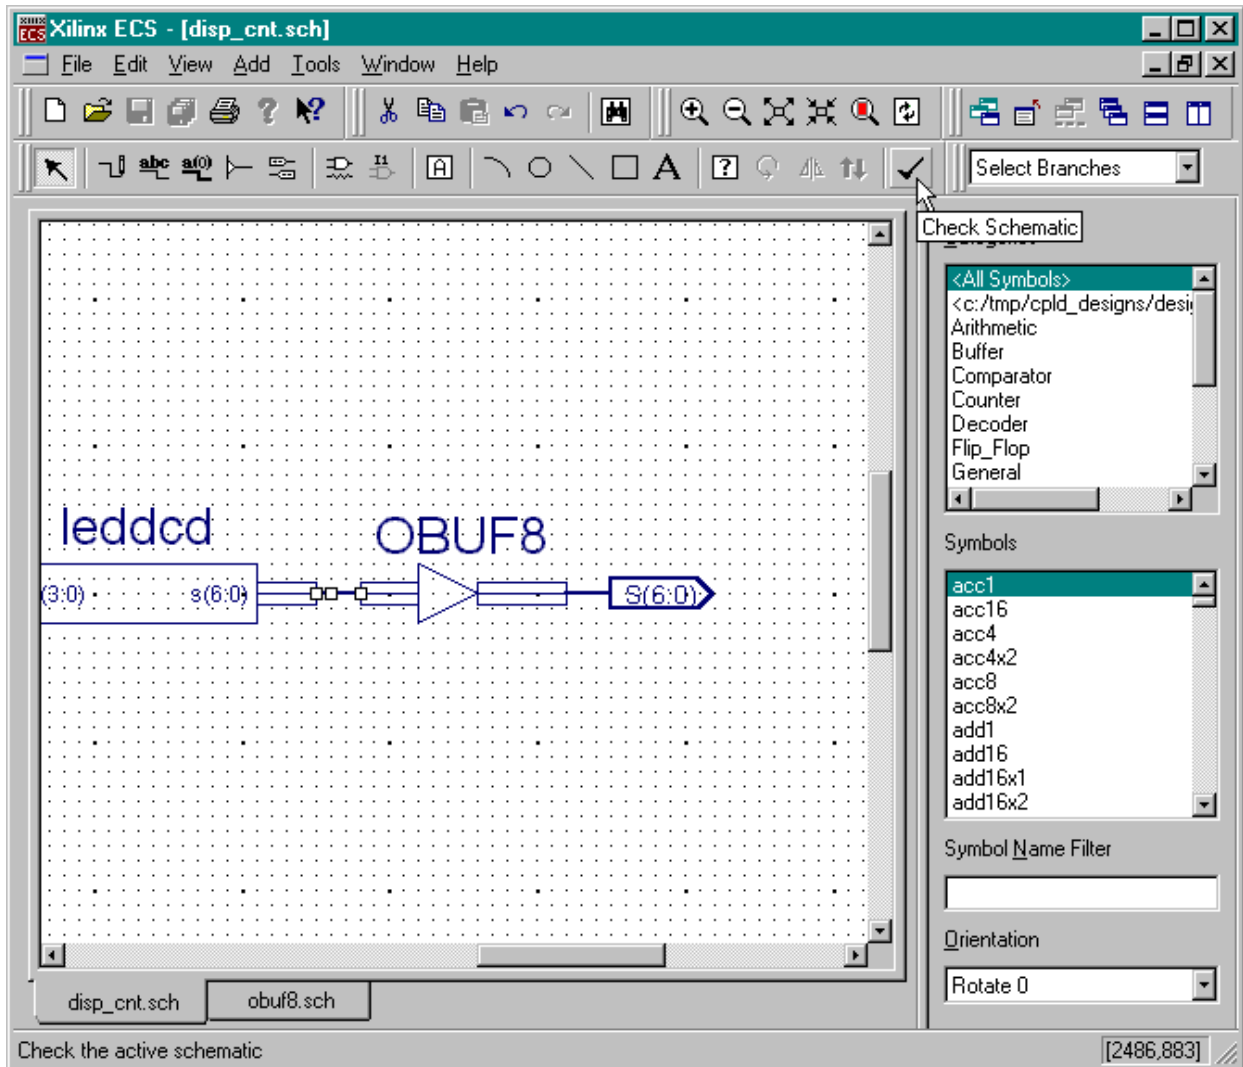 Xilinx ECS - [disp_cnt.sch]
File Edit View Add Tools Window Help
Select Branches
Check Schematic
<All Symbols>
<c:/tmp/cpld_designs/desi
Arithmetic
Buffer
Comparator
Counter
Decoder
Flip_Flop
General
leddcd
OBUF8
(3:0)
s(6:0)
S(6:0)
Symbols
acc1
acc16
acc4
acc4x2
acc8
acc8x2
add1
add16
add16x1
add16x2
Symbol Name Filter
Orientation
Rotate 0
disp_cnt.sch
obuf8.sch
Check the active schematic
[2486,883]